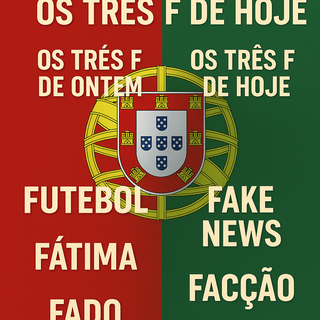 OS TRÊS F DE HOJE
OS TRÉS F
DE ONTEM
OS TRÊS F
DE HOJE
FUTEBOL
FÁTIMA
FADO
FAKE
NEWS
FACÇÃO